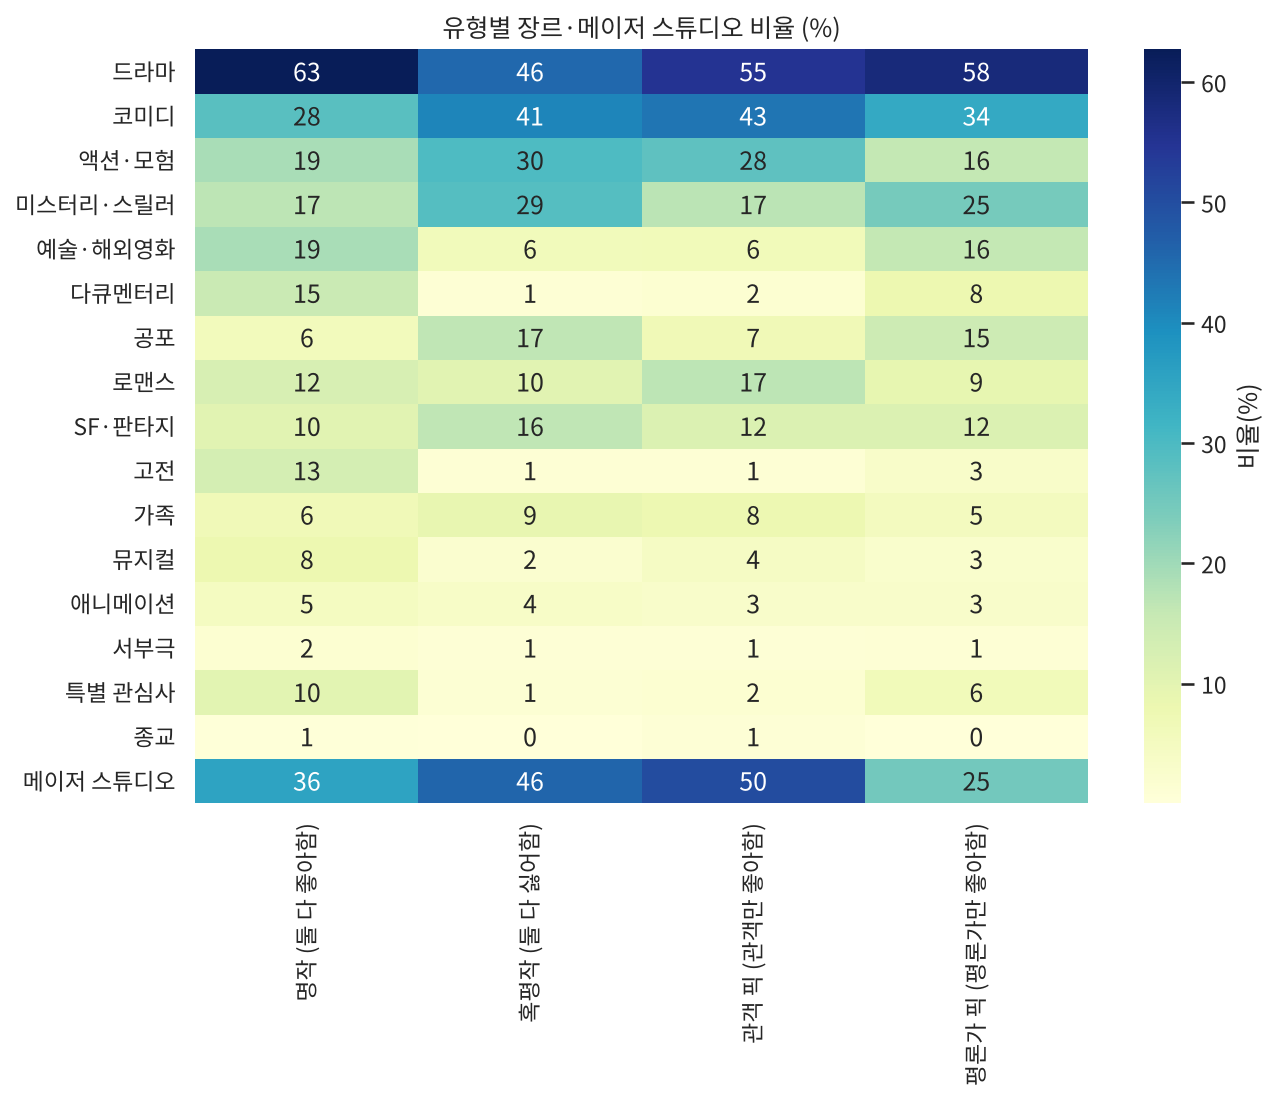 유형별 장르·메이저 스튜디오 비율 (%)
드라마 63 46 55 58
코미디 28 41 43 34
액션·모험 19 30 28 16
미스터리·스릴러 17 29 17 25
예술·해외영화 19 6 6 16
다큐멘터리 15 1 2 8
공포 6 17 7 15
로맨스 12 10 17 9
SF·판타지 10 16 12 12
고전 13 1 1 3
가족 6 9 8 5
뮤지컬 8 2 4 3
애니메이션 5 4 3 3
서부극 2 1 1 1
특별 관심사 10 1 2 6
종교 1 0 1 0
메이저 스튜디오 36 46 50 25
명작 (둘 다 좋아함)
혹평작 (둘 다 싫어함)
관객 픽 (관객만 좋아함)
평론가 픽 (평론가만 좋아함)
60
50
40
30
20
10
비율(%)